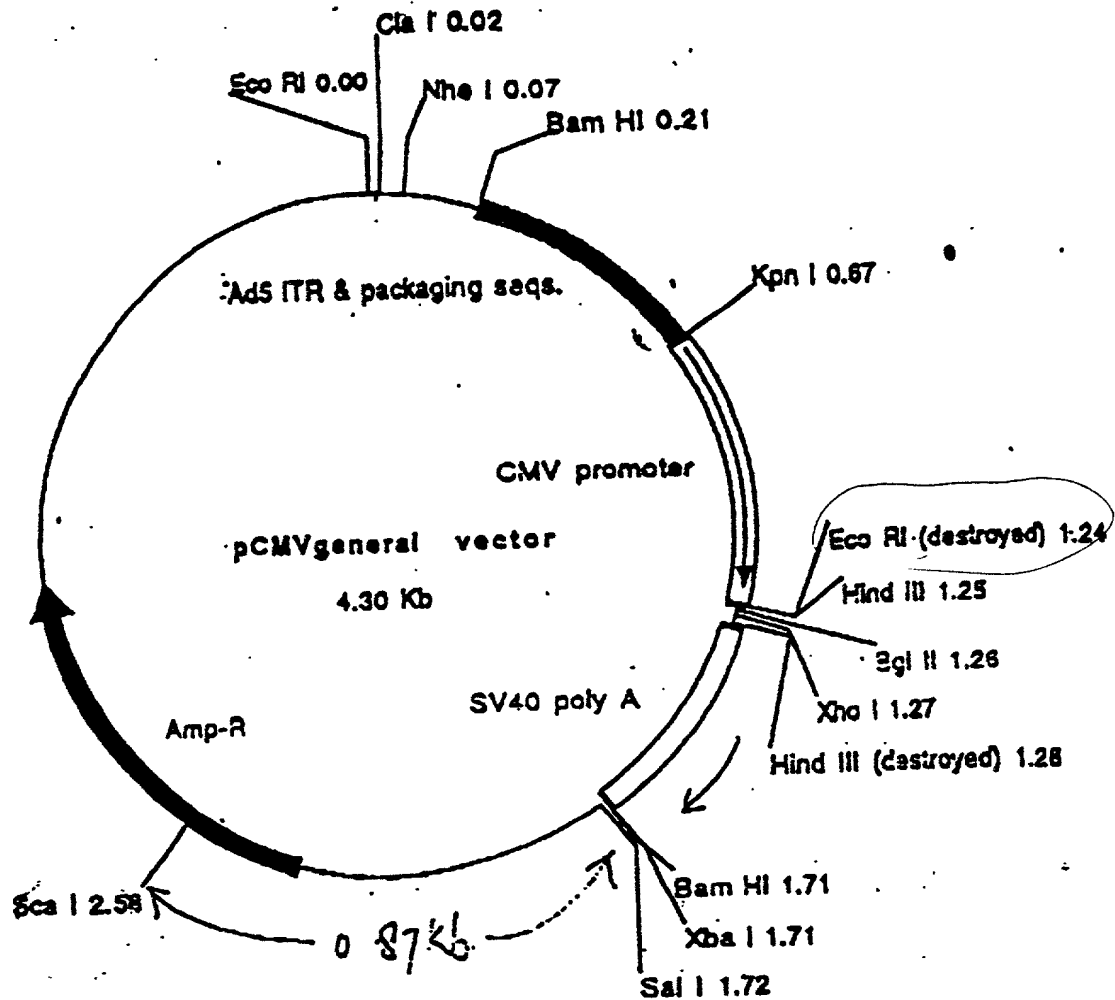 Cla I 0.02
Eco RI 0.00
Nhe I 0.07
Bam HI 0.21
Ad5 ITR & packaging seqs.
Kpn I 0.67
CMV promoter
pCMVgeneral vector
4.30 Kb
Eco RI (destroyed) 1.24
Hind III 1.25
Bgl II 1.26
Xho I 1.27
Hind III (destroyed) 1.28
SV40 poly A
Amp-R
Sca I 2.58
0 87 Kb
Bam HI 1.71
Xba I 1.71
Sal I 1.72